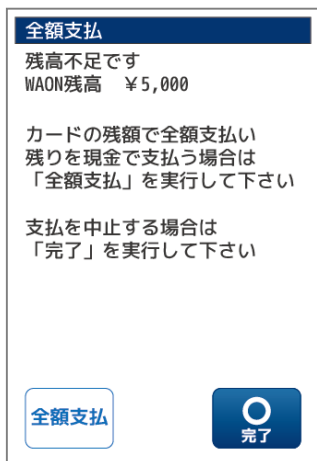 全額支払
残高不足です
WAON残高　￥5,000
カードの残額で全額支払い
残りを現金で支払う場合は
「全額支払」を実行して下さい
支払を中止する場合は
「完了」を実行して下さい
全額支払
完了